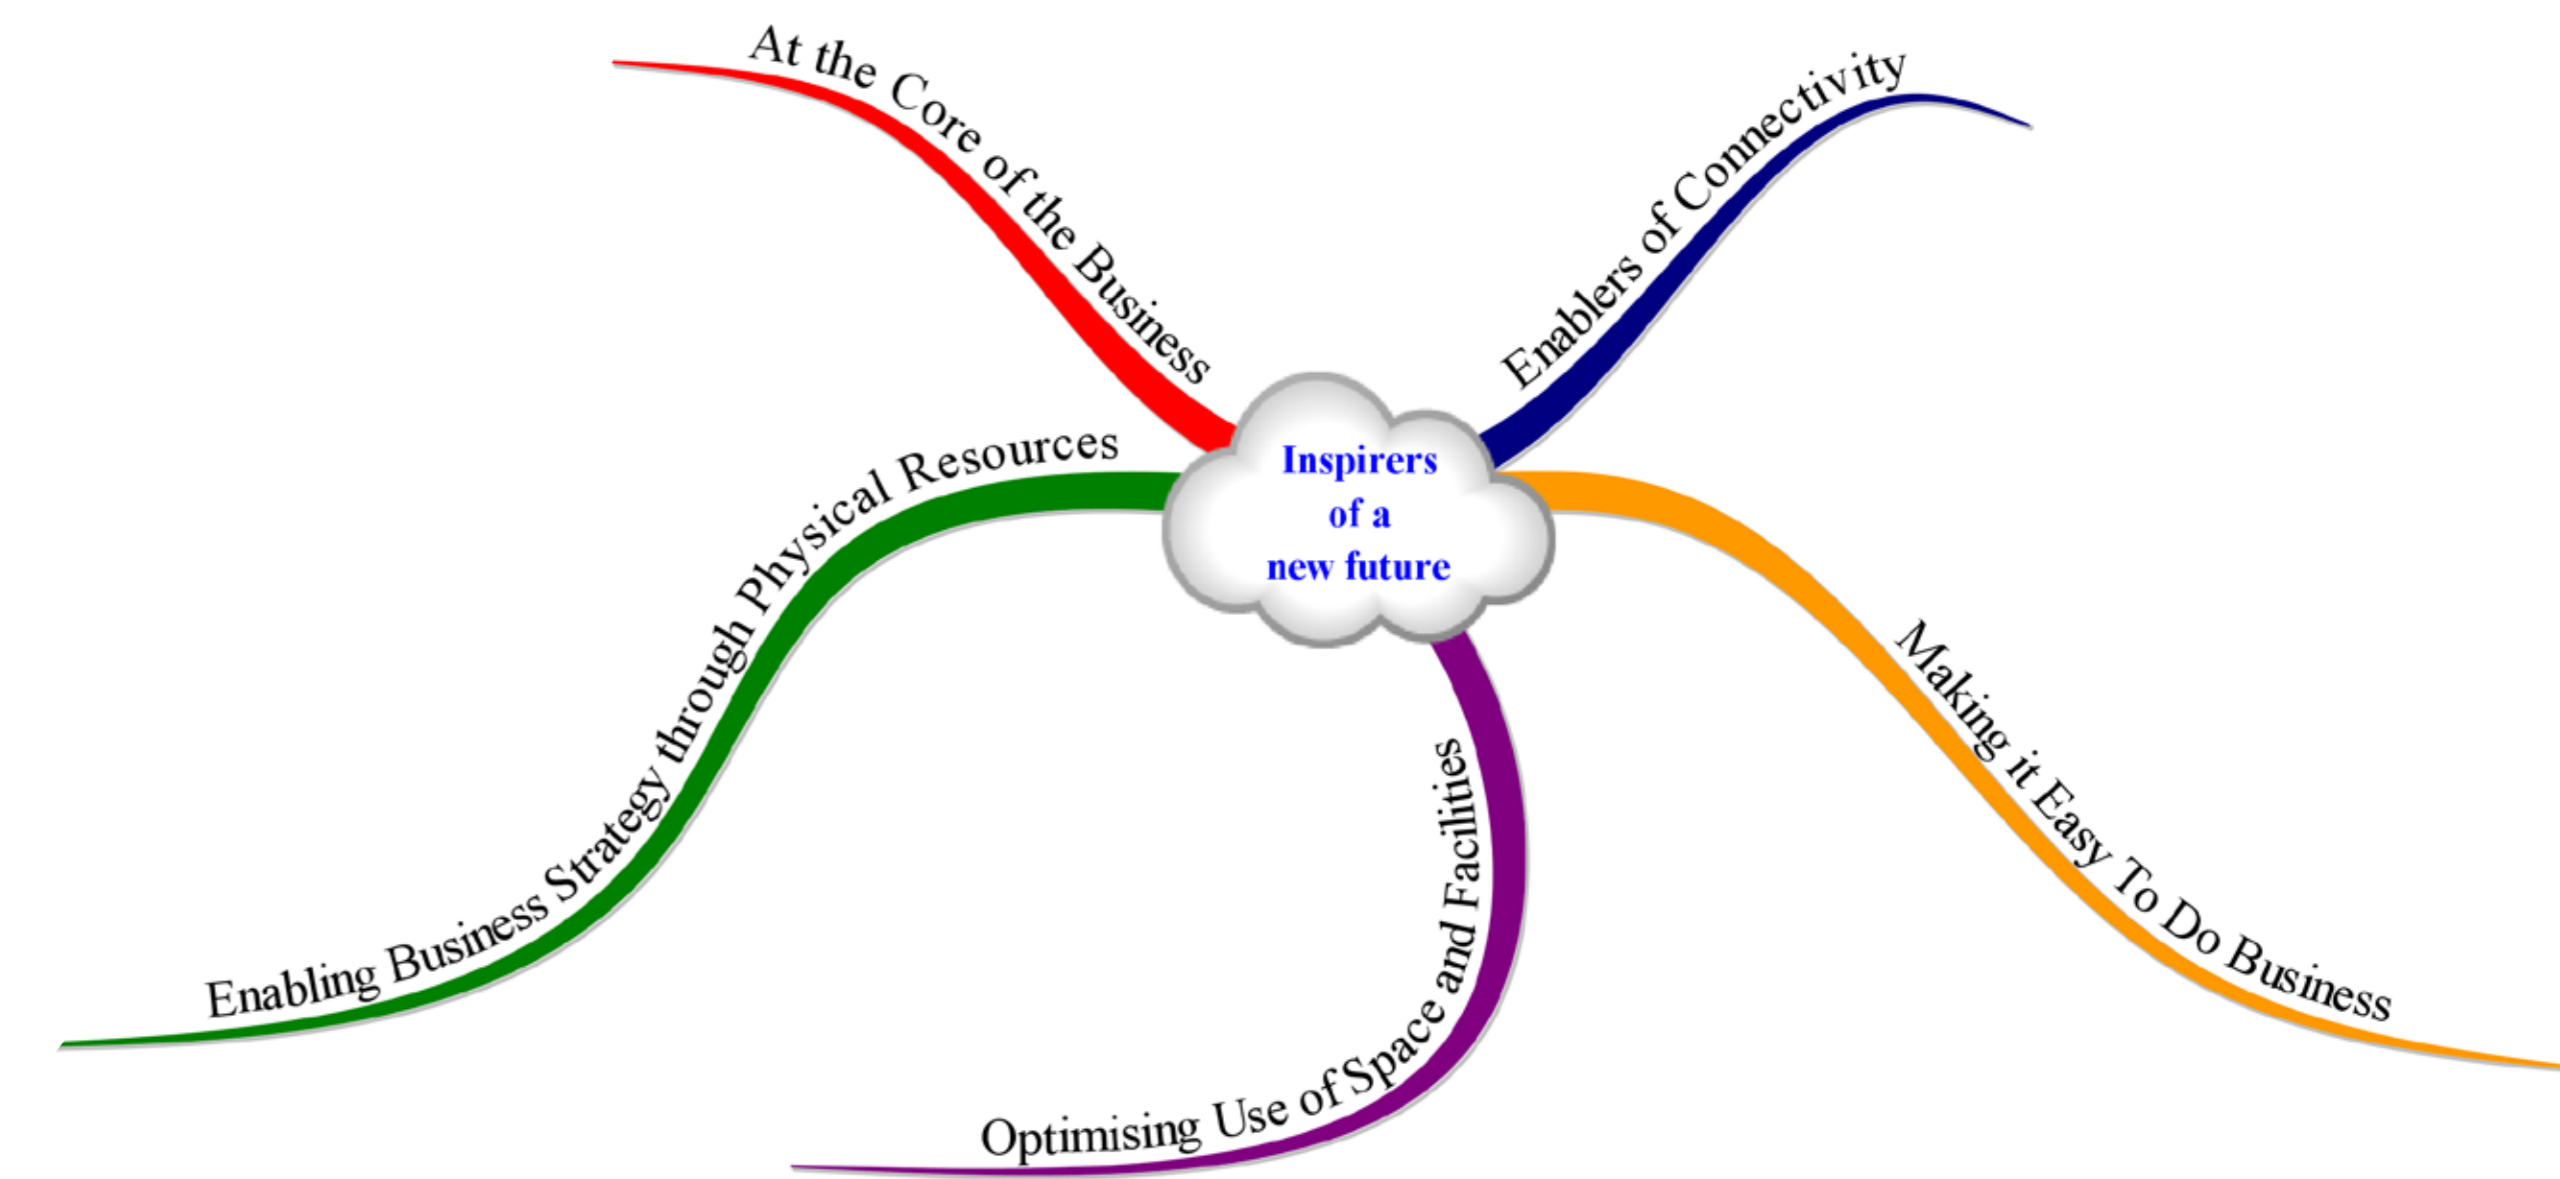 At the Core of the Business
Enablers of Connectivity
Inspirers
of a
new future
Enabling Business Strategy through Physical Resources
Making it Easy To Do Business
Optimising Use of Space and Facilities